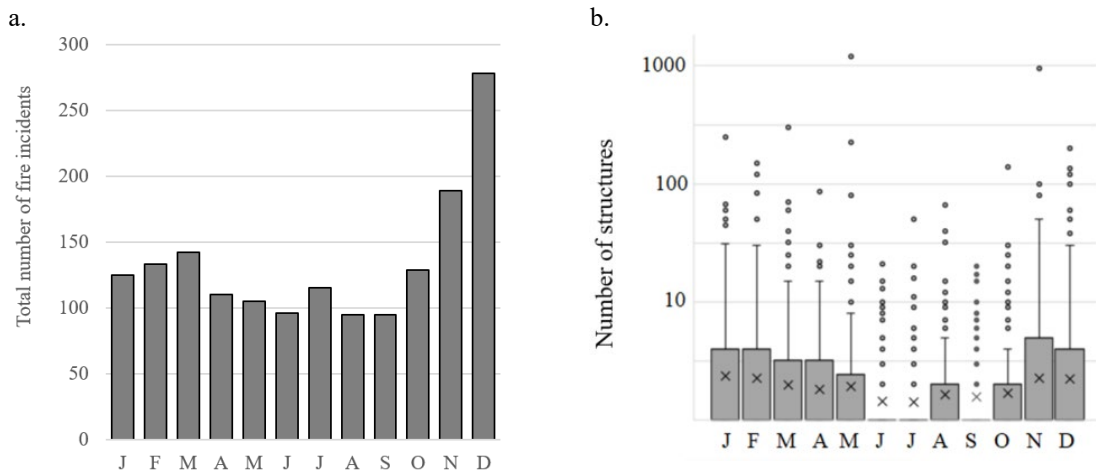 a.
Total number of fire incidents
300
250
200
150
100
50
0
J F M A M J J A S O N D
b.
Number of structures
1000
100
10
J F M A M J J A S O N D